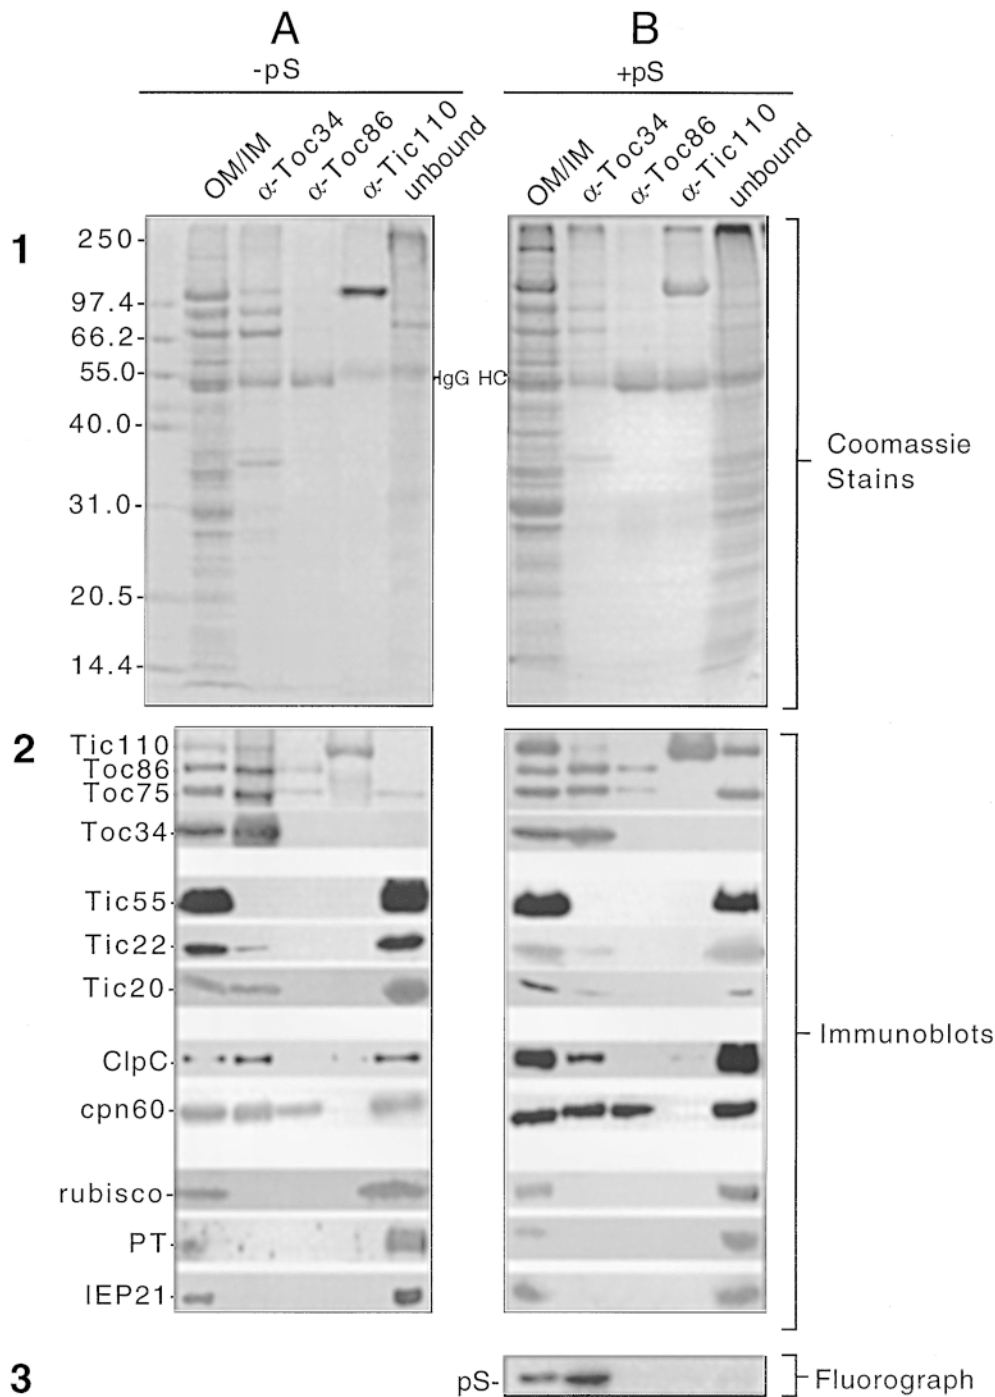 A
B
-pS
+pS
OM/IM
α-Toc34
α-Toc86
α-Tic110
unbound
OM/IM
α-Toc34
α-Toc86
α-Tic110
unbound
1
250-
97.4-
66.2-
55.0-
40.0-
31.0-
20.5-
14.4-
IgG HC
Coomassie
Stains
2
Tic110
Toc86
Toc75
Toc34
Tic55
Tic22
Tic20
ClpC
cpn60
rubisco
PT
IEP21
Immunoblots
3
pS-
Fluorograph